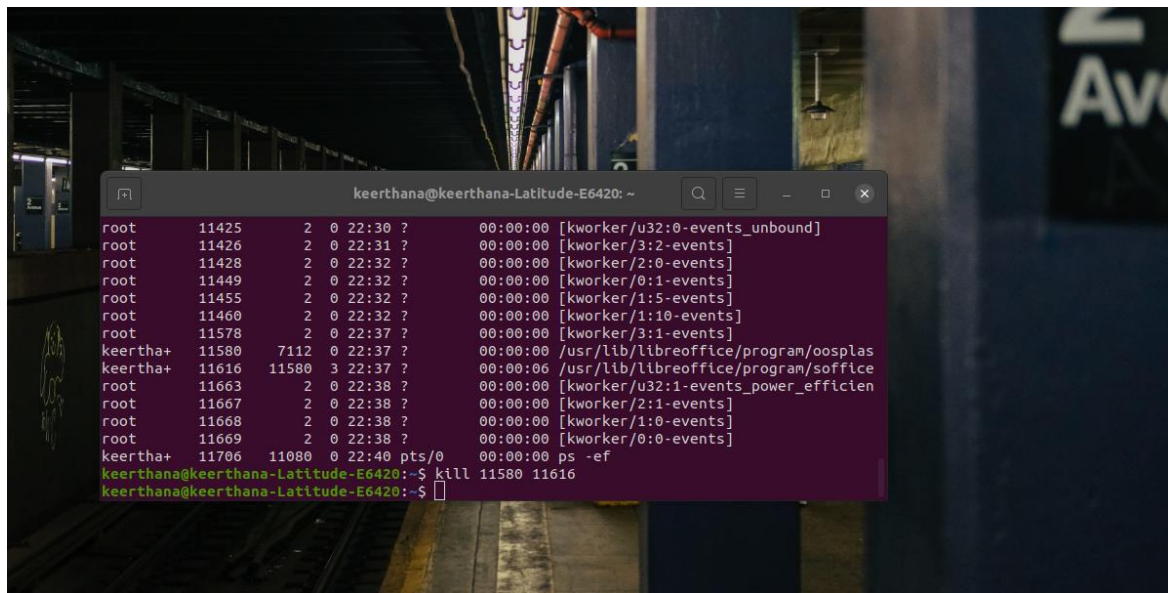 2
Ave
2
2
2
keerthana@keerthana-Latitude-E6420: ~
root 11425 2 0 22:30 ? 00:00:00 [kworker/u32:0-events_unbound]
root 11426 2 0 22:31 ? 00:00:00 [kworker/3:2-events]
root 11428 2 0 22:32 ? 00:00:00 [kworker/2:0-events]
root 11449 2 0 22:32 ? 00:00:00 [kworker/0:1-events]
root 11455 2 0 22:32 ? 00:00:00 [kworker/1:5-events]
root 11460 2 0 22:32 ? 00:00:00 [kworker/1:10-events]
root 11578 2 0 22:37 ? 00:00:00 [kworker/3:1-events]
keertha+ 11580 7112 0 22:37 ? 00:00:00 /usr/lib/libreoffice/program/oosplas
keertha+ 11616 11580 3 22:37 ? 00:00:06 /usr/lib/libreoffice/program/soffice
root 11663 2 0 22:38 ? 00:00:00 [kworker/u32:1-events_power_efficien
root 11667 2 0 22:38 ? 00:00:00 [kworker/2:1-events]
root 11668 2 0 22:38 ? 00:00:00 [kworker/1:0-events]
root 11669 2 0 22:38 ? 00:00:00 [kworker/0:0-events]
keertha+ 11706 11080 0 22:40 pts/0 00:00:00 ps -ef
keerthana@keerthana-Latitude-E6420:~$ kill 11580 11616
keerthana@keerthana-Latitude-E6420:~$